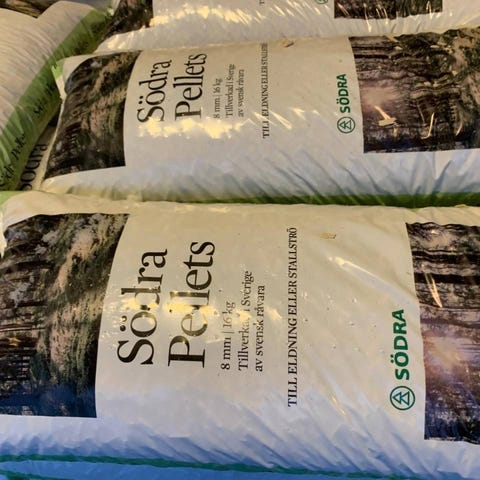 Södra
Pellets
8 mm | 16 kg
Tillverkad i Sverige
av svensk råvara
TILL ELDNING ELLER STALLSTRÖ
SÖDRA
Södra
Pellets
8 mm | 16 kg
Tillverkad i Sverige
av svensk råvara
TILL ELDNING ELLER STALLSTRÖ
SÖDRA